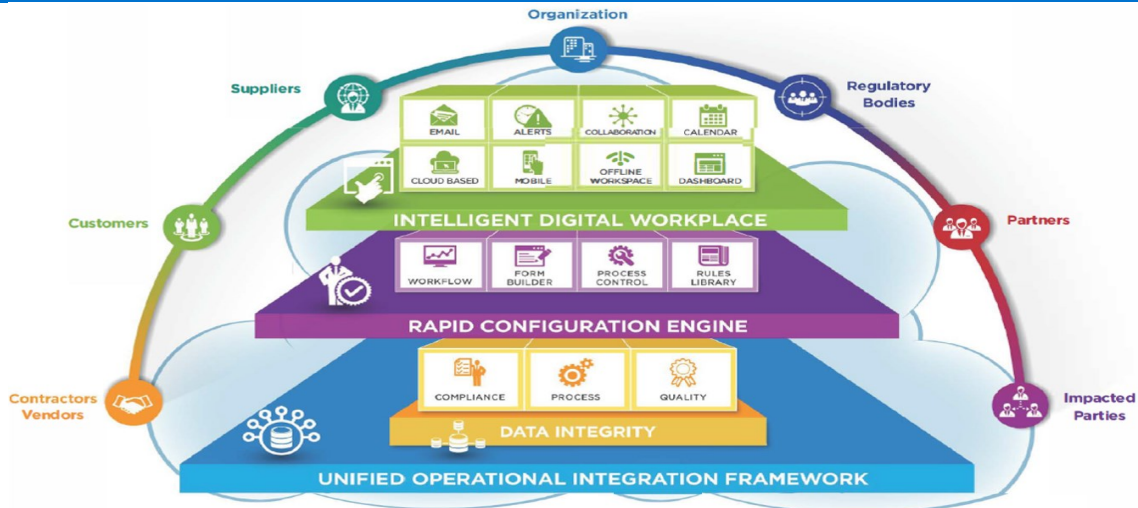 Organization
Suppliers
Regulatory
Bodies
EMAIL
ALERTS
COLLABORATION
CALENDAR
CLOUD BASED
MOBILE
OFFLINE
WORKSPACE
DASHBOARD
INTELLIGENT DIGITAL WORKPLACE
Customers
Partners
WORKFLOW
FORM
BUILDER
PROCESS
CONTROL
RULES
LIBRARY
RAPID CONFIGURATION ENGINE
Contractors
Vendors
Impacted
Parties
COMPLIANCE
PROCESS
QUALITY
DATA INTEGRITY
UNIFIED OPERATIONAL INTEGRATION FRAMEWORK